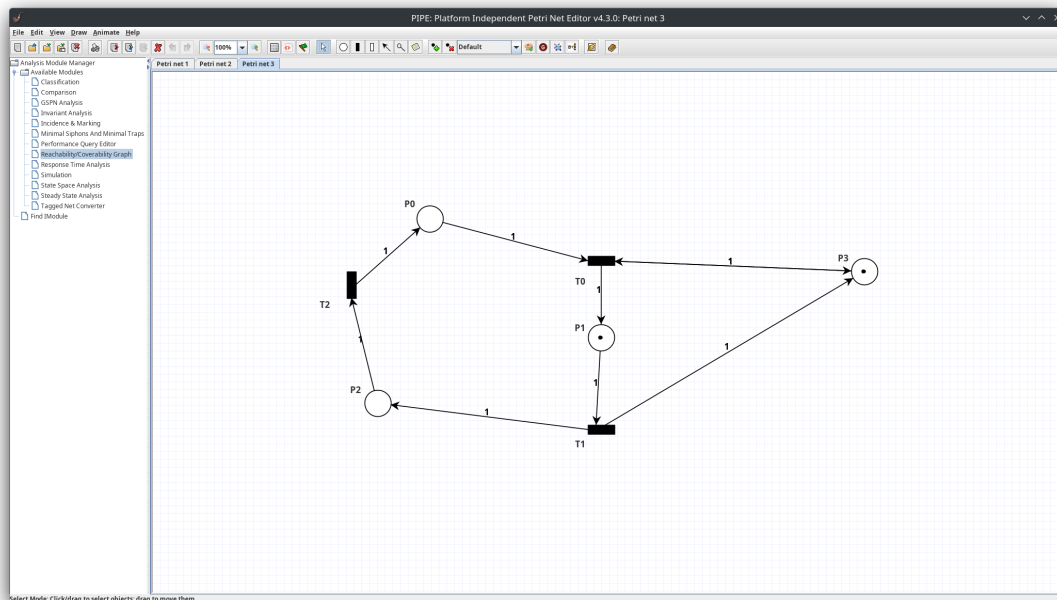 PIPE: Platform Independent Petri Net Editor v4.3.0: Petri net 3
File Edit View Draw Animate Help
100% Default
Analysis Module Manager
Available Modules
Classification
Comparison
GSPN Analysis
Invariant Analysis
Incidence & Marking
Minimal Siphons And Minimal Traps
Performance Query Editor
Reachability/Coverability Graph
Response Time Analysis
Simulation
State Space Analysis
Steady State Analysis
Tagged Net Converter
Find IModule
Petri net 1 Petri net 2 Petri net 3
P0
1
1
P3
1
T0
1
T2
P1
1
1
1
P2
1
T1
Select Mode: Click/drag to select objects; drag to move them